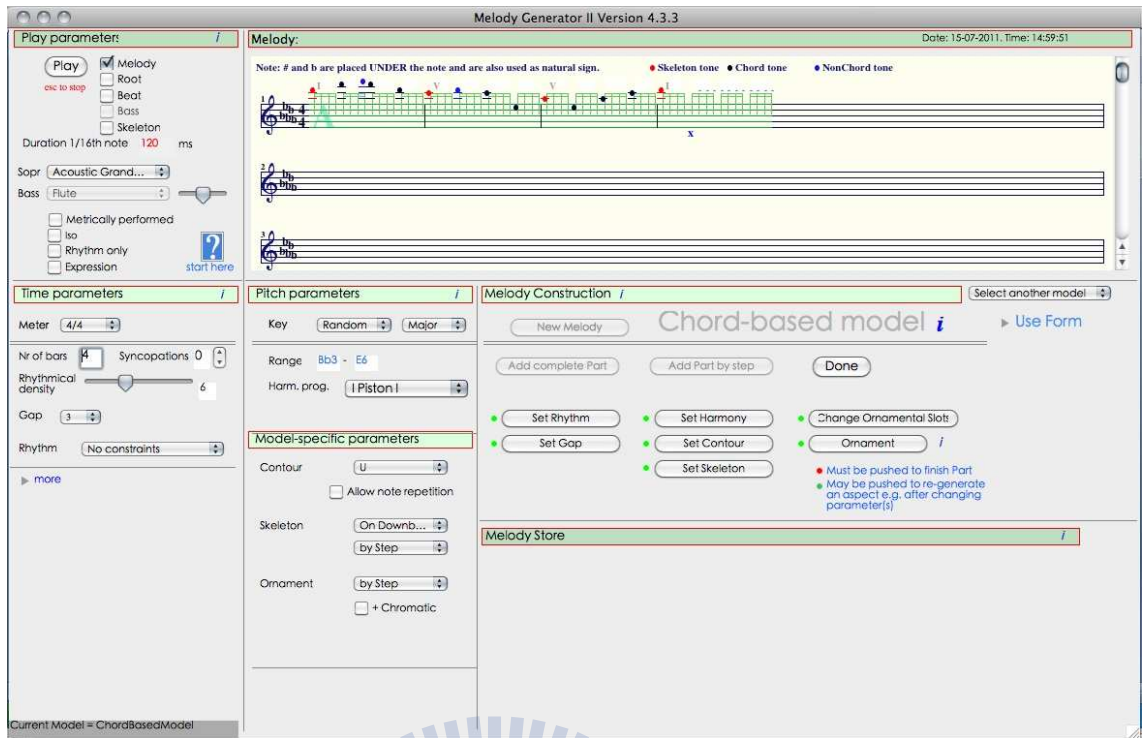 Melody Generator II Version 4.3.3
Play parameters i
Play
esc to stop
Melody
Root
Beat
Bass
Skeleton
Duration 1/16th note 120 ms
Sopr Acoustic Grand...
Bass Flute
Metrically performed
Iso
Rhythm only
Expression
?
start here
Melody: Date: 15-07-2011. Time: 14:59:51
Note: # and b are placed UNDER the note and are also used as natural sign. Skeleton tone Chord tone NonChord tone
I V V I
1
4
4
A
x
2
3
Time parameters i
Meter 4/4
Nr of bars 4 Syncopations 0
Rhythmical density 6
Gap 3
Rhythm No constraints
more
Current Model = ChordBasedModel
Pitch parameters i
Key Random Major
Range Bb3 - E6
Harm. prog. | Piston |
Model-specific parameters
Contour U
Allow note repetition
Skeleton On Downb...
by Step
Ornament by Step
+ Chromatic
Melody Construction i
Select another model
New Melody Chord-based model i Use Form
Add complete Part Add Part by step Done
Set Rhythm Set Harmony Change Ornamental Slots
Set Gap Set Contour Ornament i
Set Skeleton
Must be pushed to finish Part
May be pushed to re-generate
an aspect e.g. after changing
parameter(s)
Melody Store i